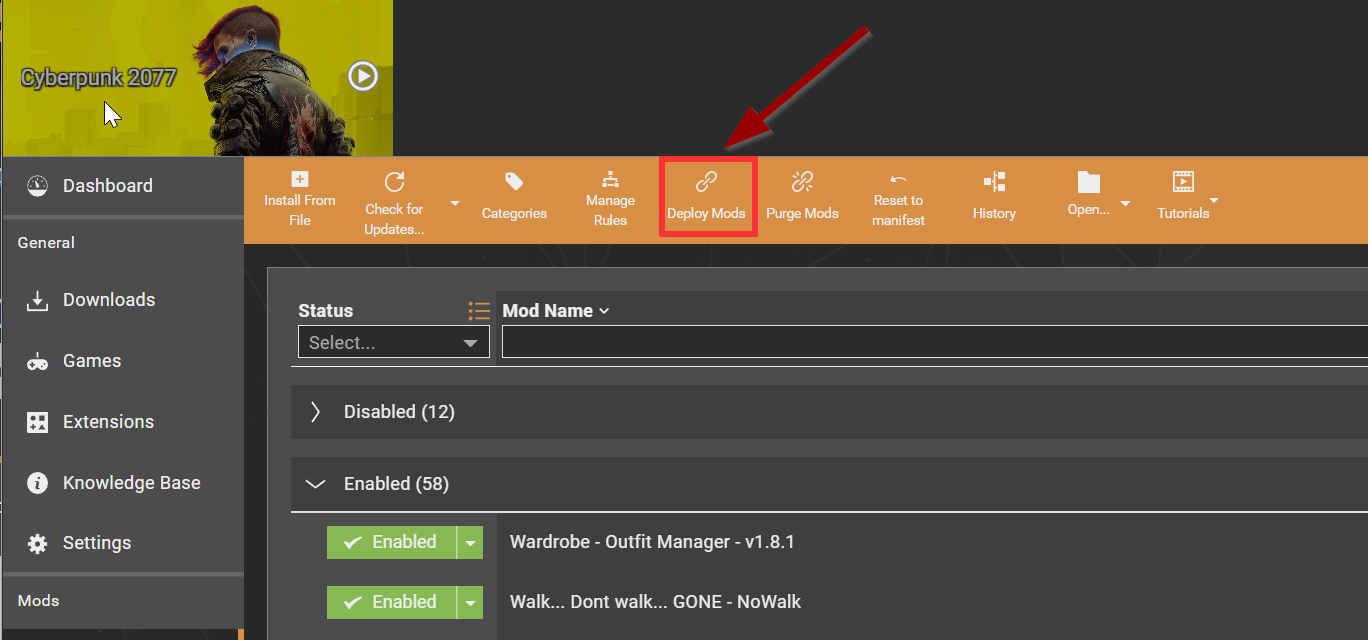 Cyberpunk 2077
Dashboard
General
Downloads
Games
Extensions
Knowledge Base
Settings
Mods
Install From
File
Check for
Updates...
Categories
Manage
Rules
Deploy Mods
Purge Mods
Reset to
manifest
History
Open...
Tutorials
Status
Mod Name
Select...
Disabled (12)
Enabled (58)
Enabled
Wardrobe - Outfit Manager - v1.8.1
Enabled
Walk... Dont walk... GONE - NoWalk